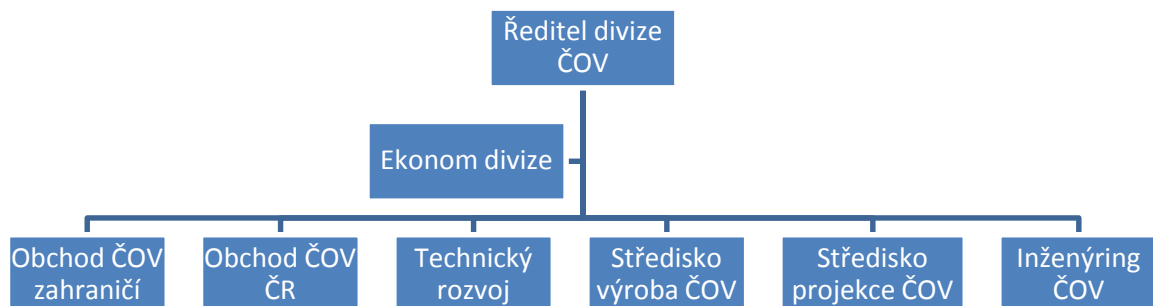 Ředitel divize
ČOV
Ekonom divize
Obchod ČOV
zahraničí
Obchod ČOV
ČR
Technický
rozvoj
Středisko
výroba ČOV
Středisko
projekce ČOV
Inženýring
ČOV